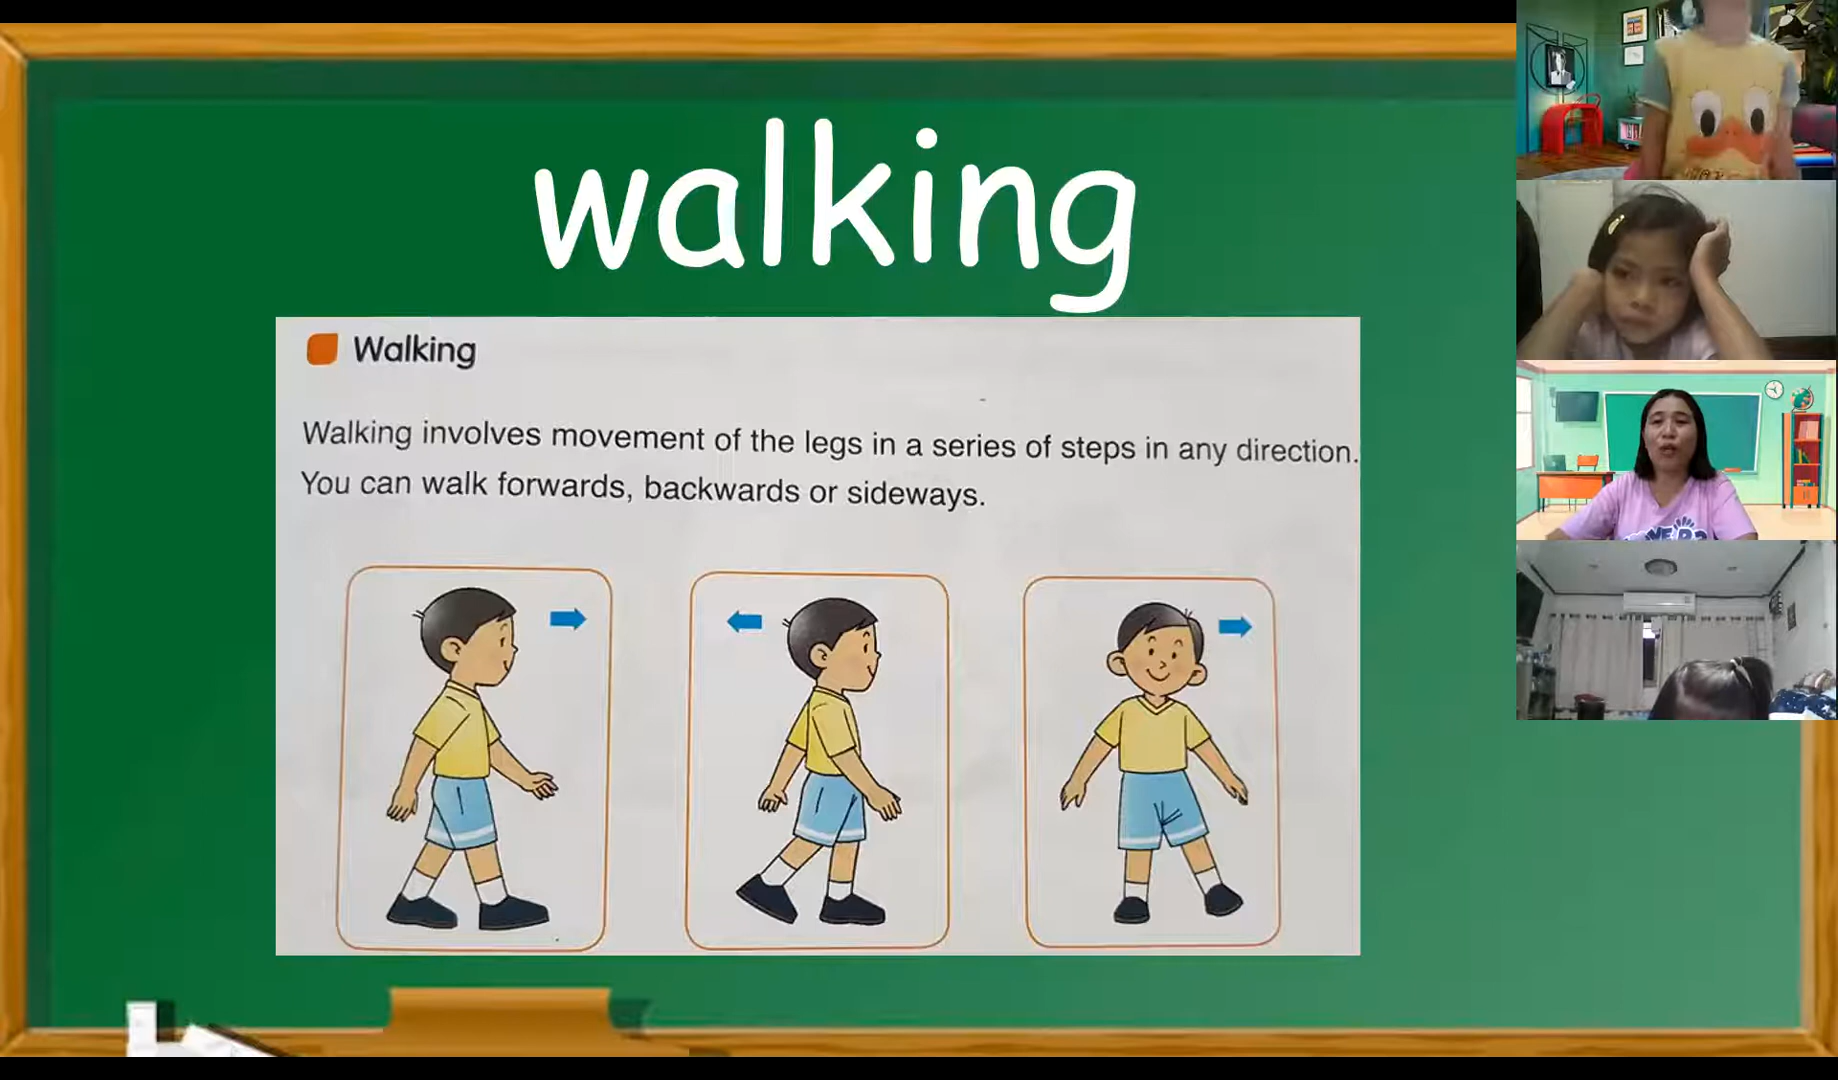 walking
Walking
Walking involves movement of the legs in a series of steps in any direction.
You can walk forwards, backwards or sideways.